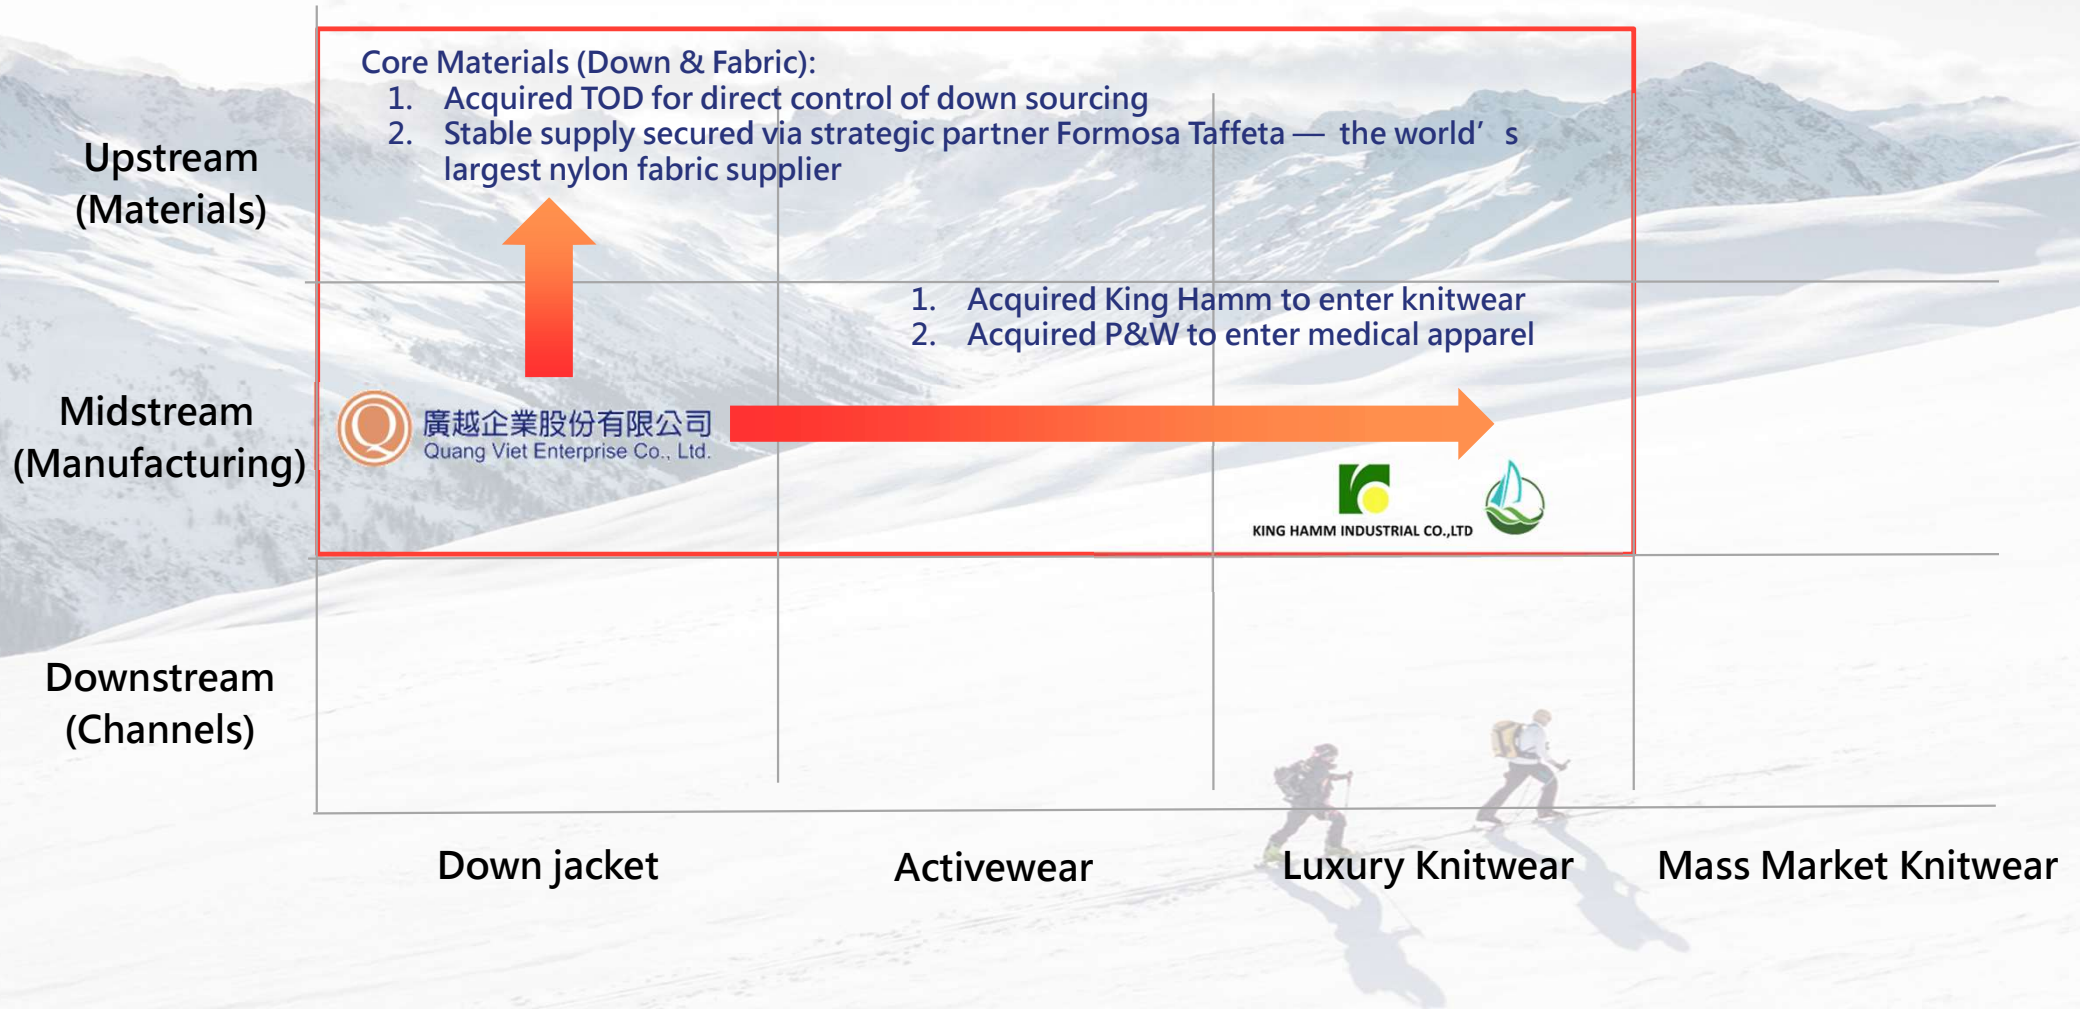 Core Materials (Down & Fabric):
1. Acquired TOD for direct control of down sourcing
2. Stable supply secured via strategic partner Formosa Taffeta — the world’s
largest nylon fabric supplier
Upstream
(Materials)
1. Acquired King Hamm to enter knitwear
2. Acquired P&W to enter medical apparel
Midstream
(Manufacturing)
廣越企業股份有限公司
Quang Viet Enterprise Co., Ltd.
KING HAMM INDUSTRIAL CO.,LTD
Downstream
(Channels)
Down jacket
Activewear
Luxury Knitwear
Mass Market Knitwear